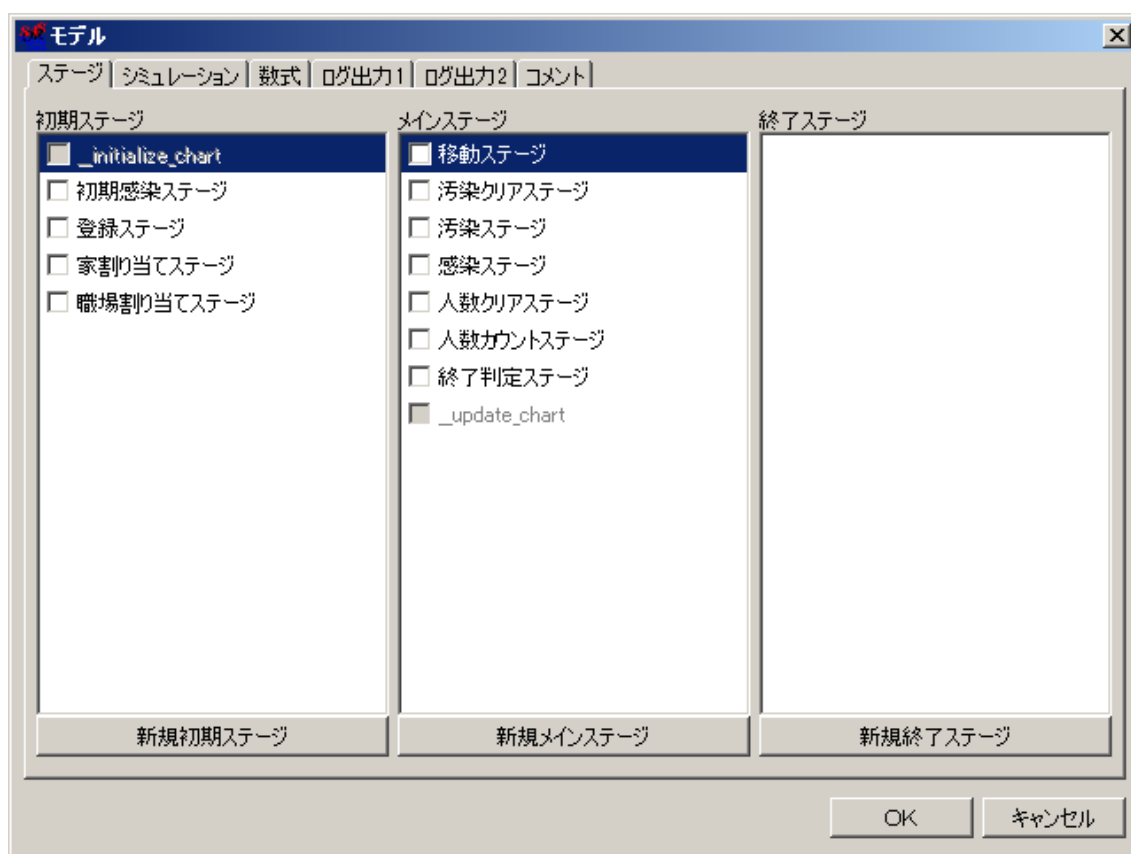 モデル
ステージ シミュレーション 数式 ログ出力1 ログ出力2 コメント
初期ステージ
_initialize_chart
初期感染ステージ
登録ステージ
家割り当てステージ
職場割り当てステージ
新規初期ステージ
メインステージ
移動ステージ
汚染クリアステージ
汚染ステージ
感染ステージ
人数クリアステージ
人数カウントステージ
終了判定ステージ
_update_chart
新規メインステージ
終了ステージ
新規終了ステージ
OK キャンセル